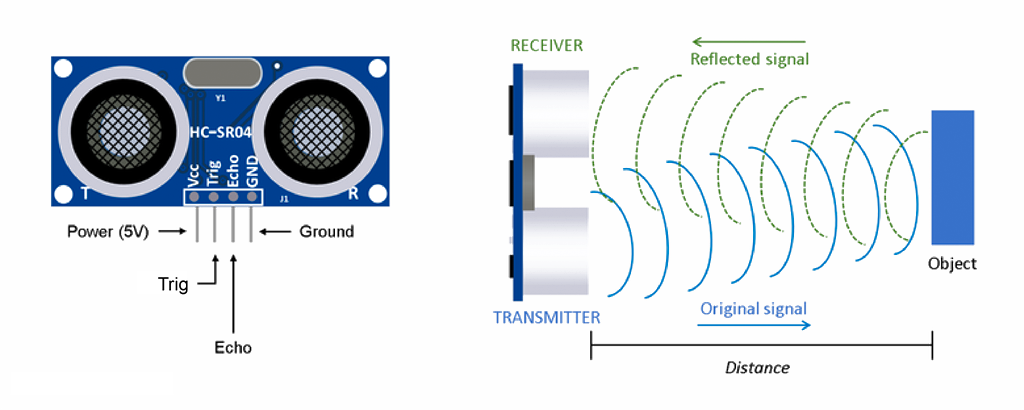 Y1
HC-SR04
Vcc
Trig
Echo
GND
T
J1
R
Power (5V)
Ground
Trig
Echo
RECEIVER
Reflected signal
Object
TRANSMITTER
Original signal
Distance